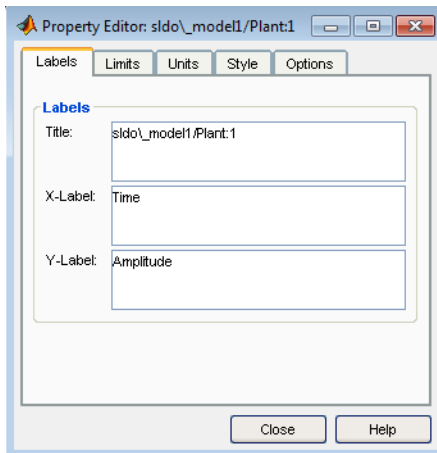 Property Editor: sldo\_model1/Plant:1
Labels Limits Units Style Options
Labels
Title: sldo\_model1/Plant:1
X-Label: Time
Y-Label: Amplitude
Close Help